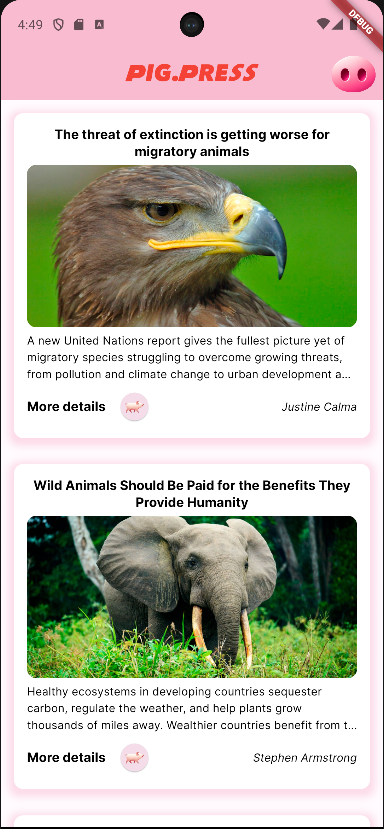 4:49
A
DEBUG
PIG.PRESS
The threat of extinction is getting worse for
migratory animals
A new United Nations report gives the fullest picture yet of
migratory species struggling to overcome growing threats,
from pollution and climate change to urban development a...
More details
Justine Calma
Wild Animals Should Be Paid for the Benefits They
Provide Humanity
Healthy ecosystems in developing countries sequester
carbon, regulate the weather, and help plants grow
thousands of miles away. Wealthier countries benefit from t...
More details
Stephen Armstrong